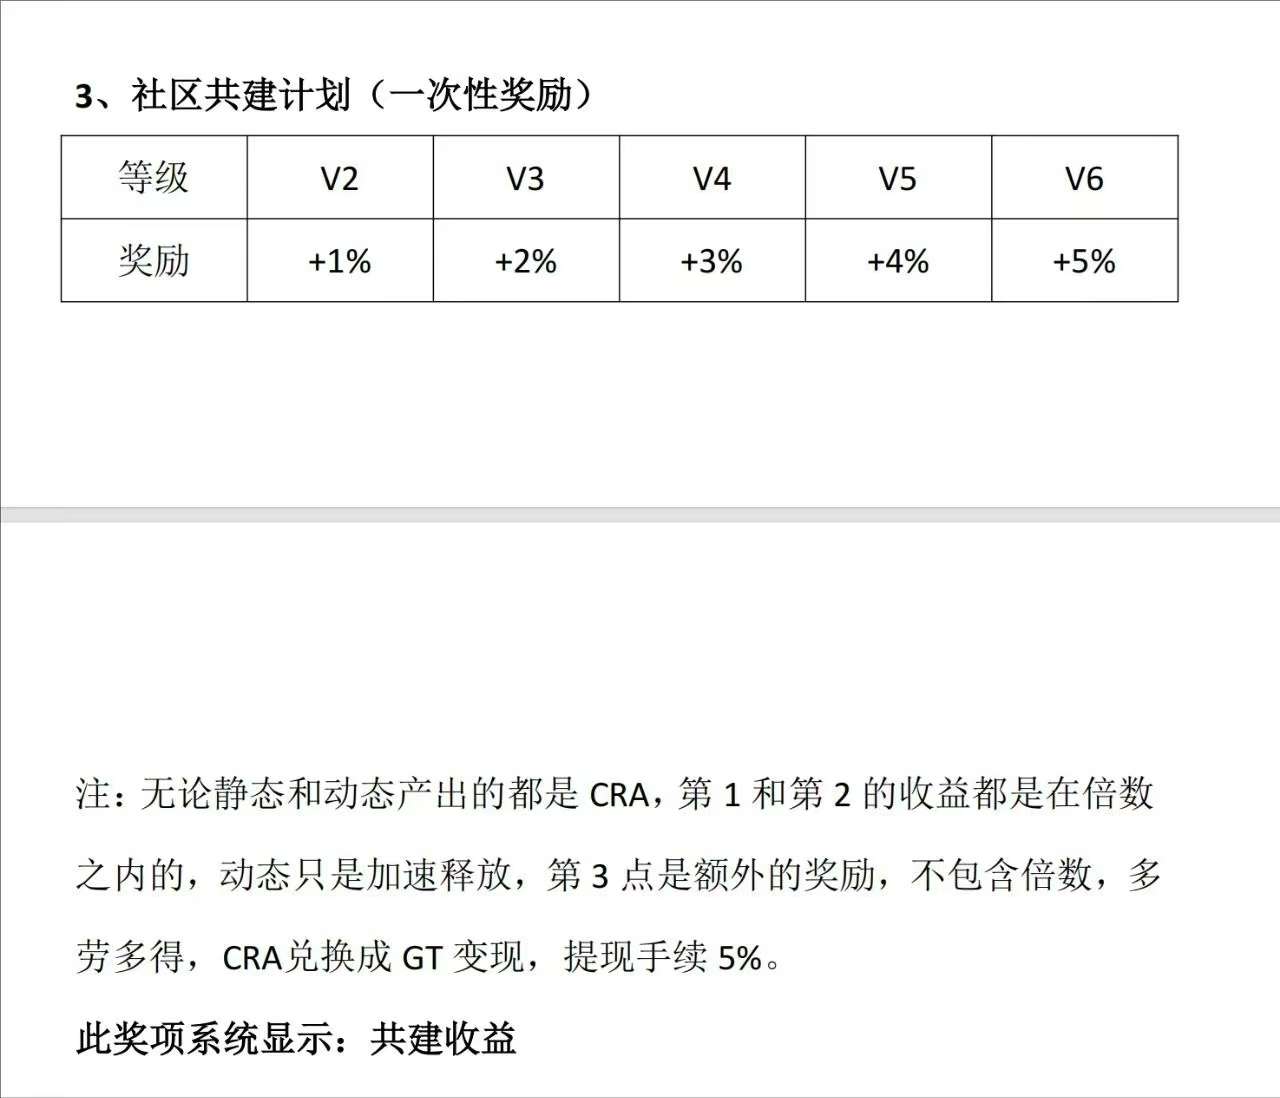 3、社区共建计划（一次性奖励）
等级 V2 V3 V4 V5 V6
奖励 +1% +2% +3% +4% +5%
注：无论静态和动态产出的都是 CRA，第 1 和第 2 的收益都是在倍数
之内的，动态只是加速释放，第 3 点是额外的奖励，不包含倍数，多
劳多得，CRA兑换成 GT 变现，提现手续 5%。
此奖项系统显示：共建收益